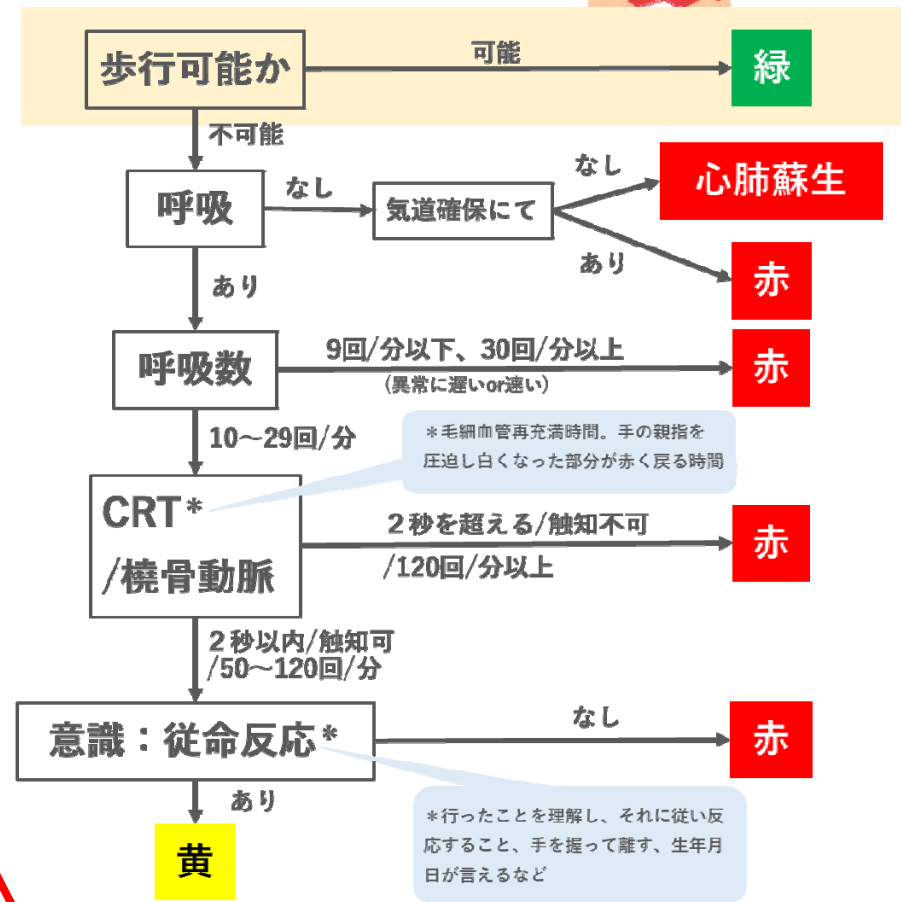 歩行可能か
可能
緑
不可能
呼吸
なし
気道確保にて
なし
心肺蘇生
あり
赤
あり
呼吸数
9回/分以下、30回/分以上
(異常に遅いor速い)
赤
10～29回/分
＊毛細血管再充満時間。手の親指を
圧迫し白くなった部分が赤く戻る時間
CRT*
/橈骨動脈
２秒を超える/触知不可
/120回/分以上
赤
２秒以内/触知可
/50～120回/分
意識：従命反応*
なし
赤
あり
＊行ったことを理解し、それに従い反
応すること、手を握って離す、生年月
日が言えるなど
黄